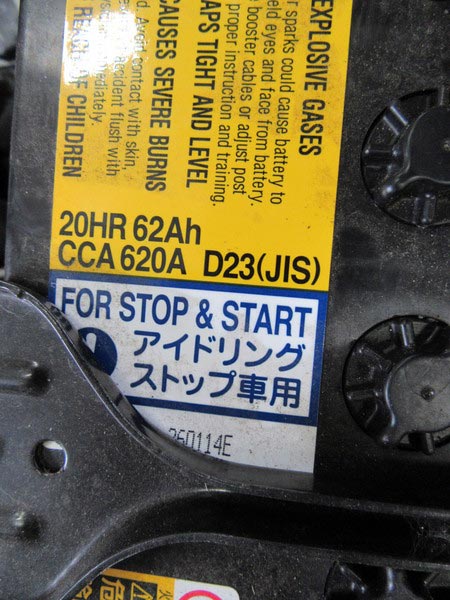 EXPLOSIVE GASES
r sparks could cause battery to
eld eyes and face from battery.
e booster cables or adjust post
proper instruction and training.
APS TIGHT AND LEVEL
CAUSES SEVERE BURNS
d. Avoid contact with skin,
accident flush with
REACH OF CHILDREN
20HR 62Ah
CCA 620A D23(JIS)
FOR STOP & START
アイドリング
ストップ車用
260114E
危